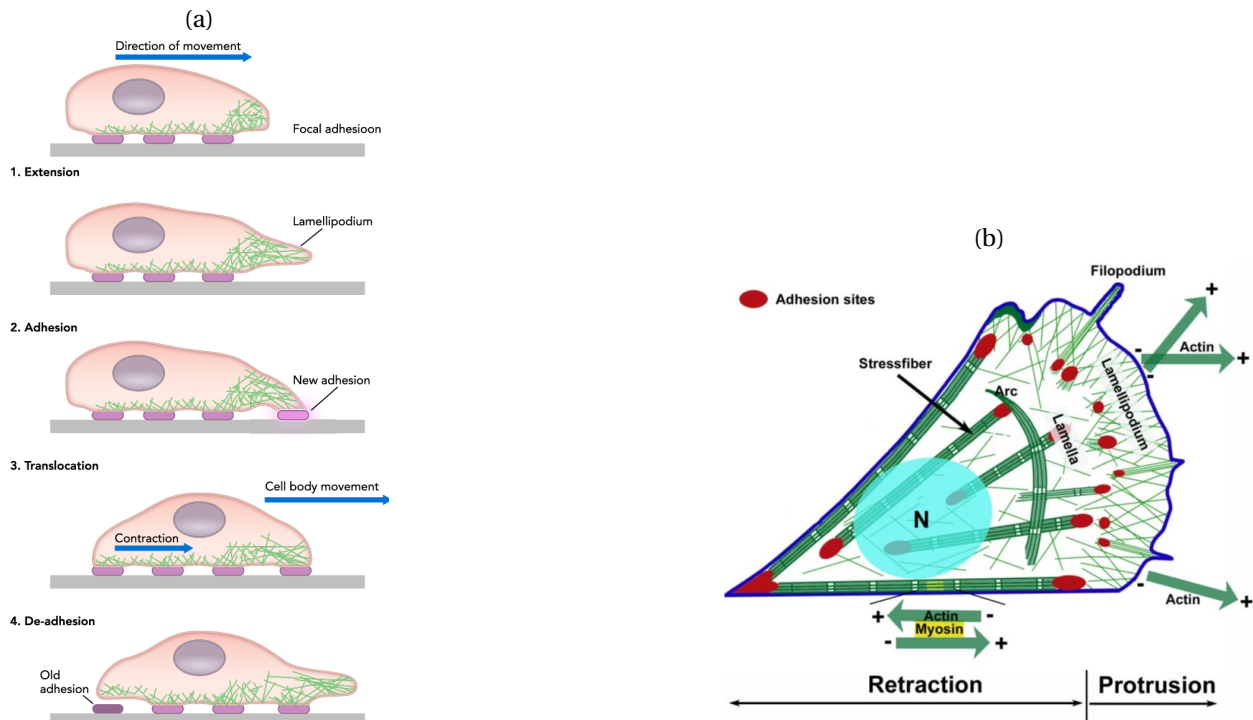 (a)
Direction of movement
Focal adhesioon
1. Extension
Lamellipodium
2. Adhesion
New adhesion
3. Translocation
Cell body movement
Contraction
4. De-adhesion
Old
adhesion
(b)
Filopodium
+
Adhesion sites
-
Actin
+
-
Stressfiber
Arc
Lamellipodium
Lamella
N
-
Actin
+
+
Actin
-
Myosin
-
+
Retraction
Protrusion